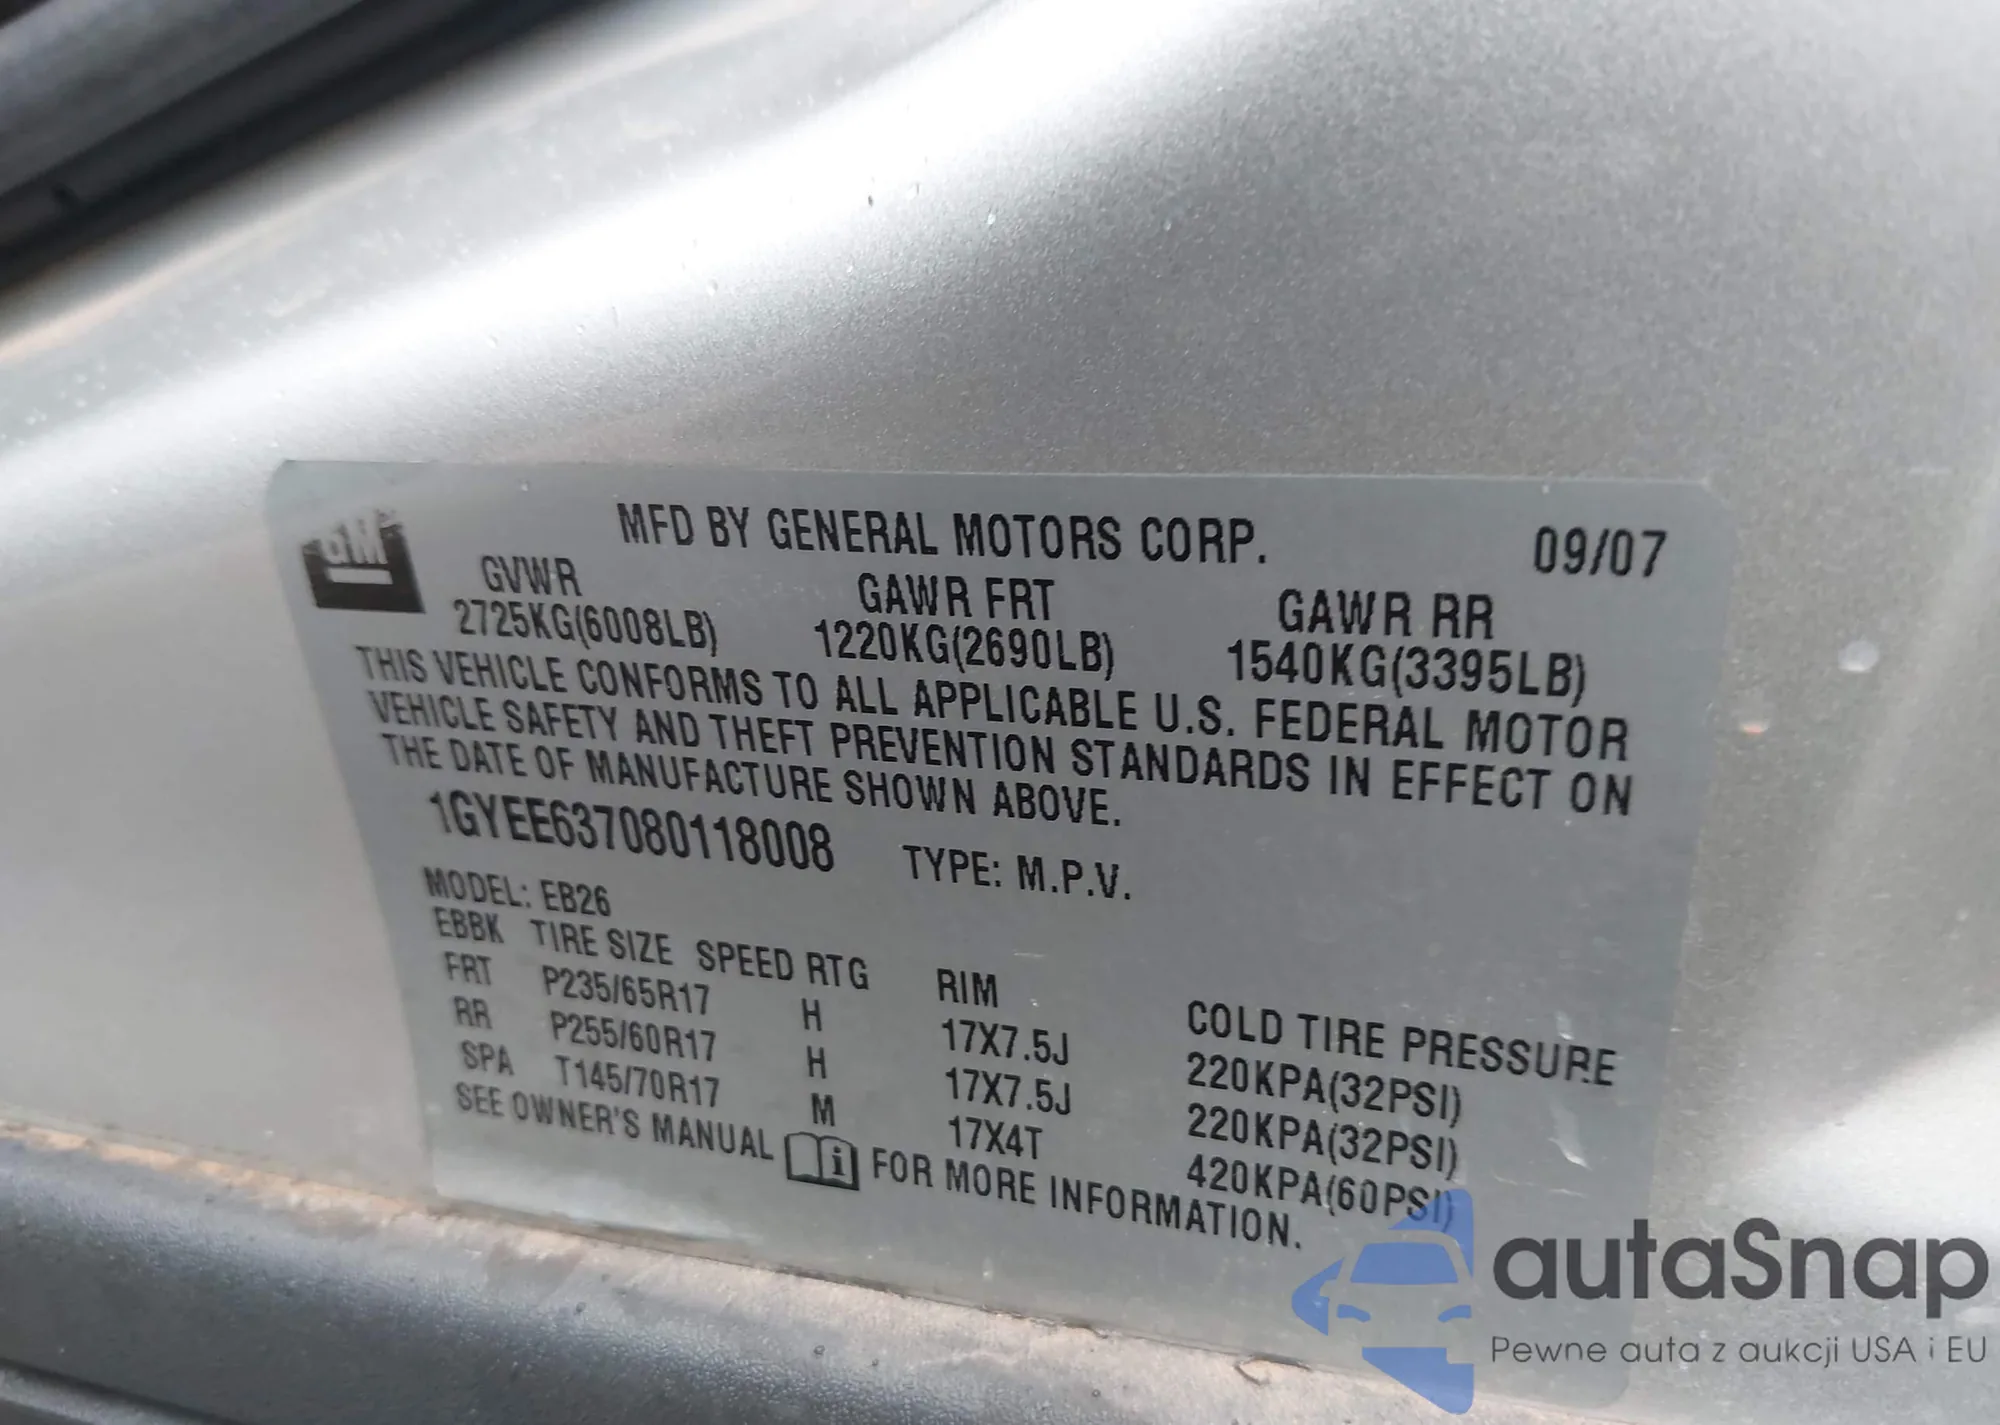 GM
MFD BY GENERAL MOTORS CORP. 09/07
GVWR GAWR FRT GAWR RR
2725KG(6008LB) 1220KG(2690LB) 1540KG(3395LB)
THIS VEHICLE CONFORMS TO ALL APPLICABLE U.S. FEDERAL MOTOR
VEHICLE SAFETY AND THEFT PREVENTION STANDARDS IN EFFECT ON
THE DATE OF MANUFACTURE SHOWN ABOVE.
1GYEE637080118008 TYPE: M.P.V.
MODEL: EB26
EBBK TIRE SIZE SPEED RTG RIM COLD TIRE PRESSURE
FRT P235/65R17 H 17X7.5J 220KPA(32PSI)
RR P255/60R17 H 17X7.5J 220KPA(32PSI)
SPA T145/70R17 M 17X4T 420KPA(60PSI)
SEE OWNER'S MANUAL i FOR MORE INFORMATION.
autaSnap
Pewne auta z aukcji USA i EU